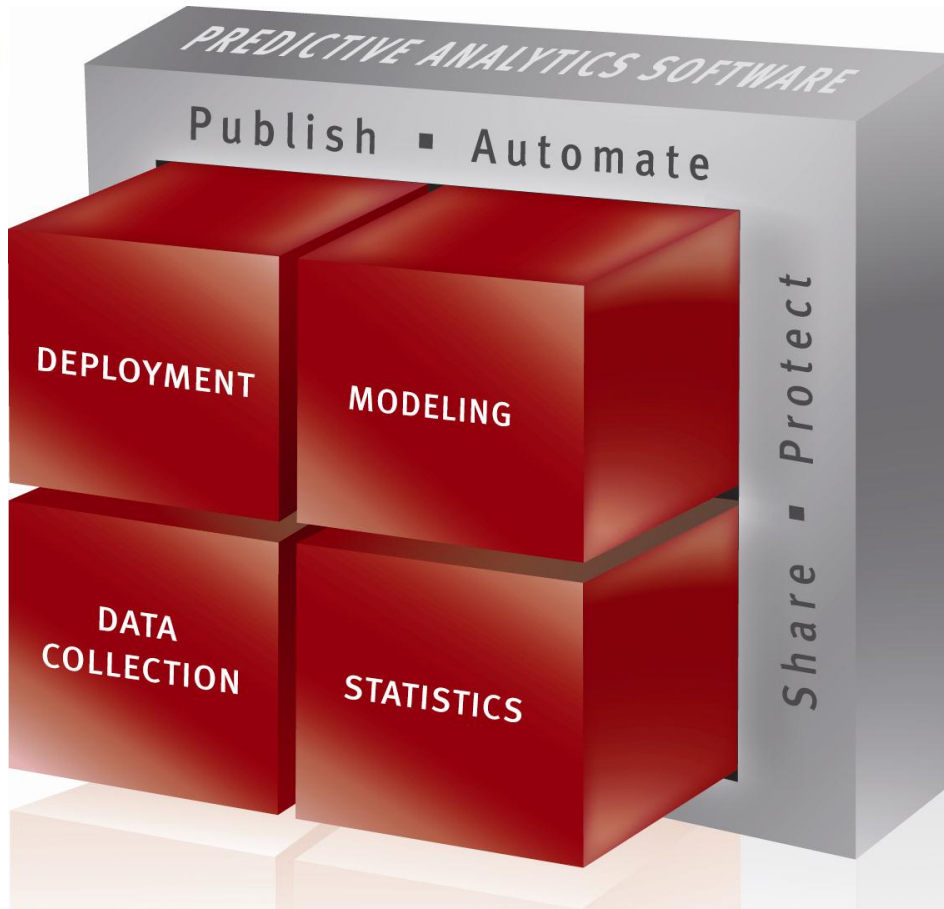 PREDICTIVE ANALYTICS SOFTWARE
Publish ▪ Automate
Share ▪ Protect
DEPLOYMENT
MODELING
DATA
COLLECTION
STATISTICS